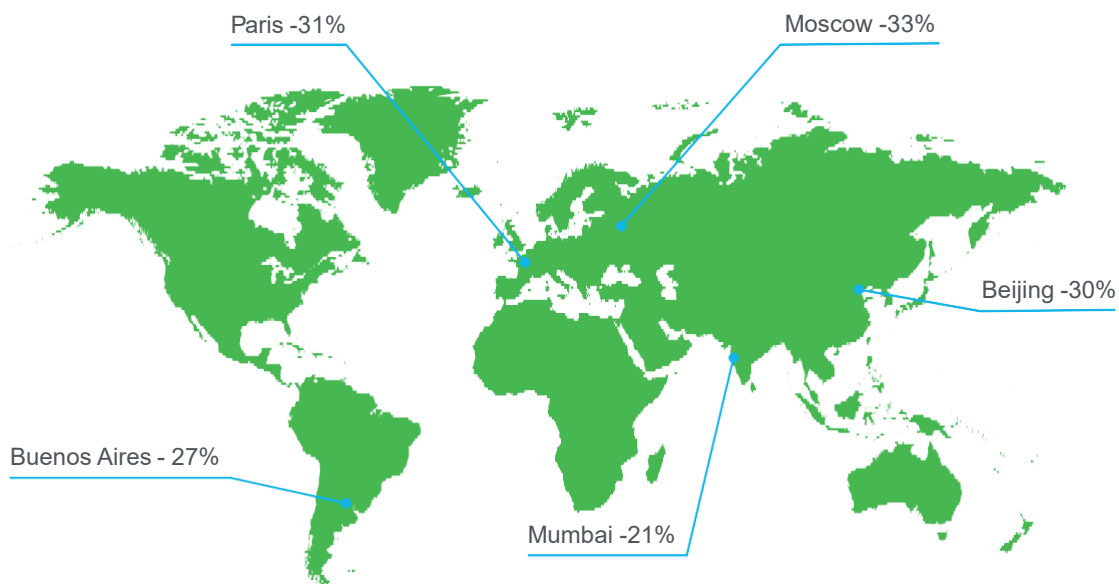 Paris -31%
Moscow -33%
Beijing -30%
Buenos Aires - 27%
Mumbai -21%